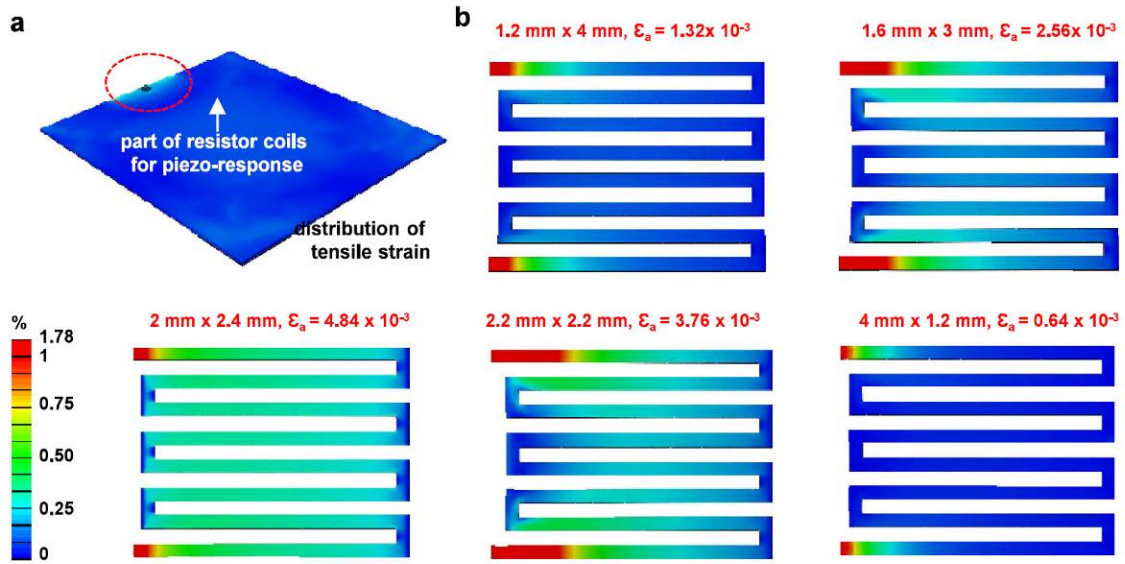 a
part of resistor coils
for piezo-response
distribution of
tensile strain
b
1.2 mm x 4 mm, Ɛₐ = 1.32x 10⁻³
1.6 mm x 3 mm, Ɛₐ = 2.56x 10⁻³
2 mm x 2.4 mm, Ɛₐ = 4.84 x 10⁻³
2.2 mm x 2.2 mm, Ɛₐ = 3.76 x 10⁻³
4 mm x 1.2 mm, Ɛₐ = 0.64 x 10⁻³
%
1.78
1
0.75
0.50
0.25
0